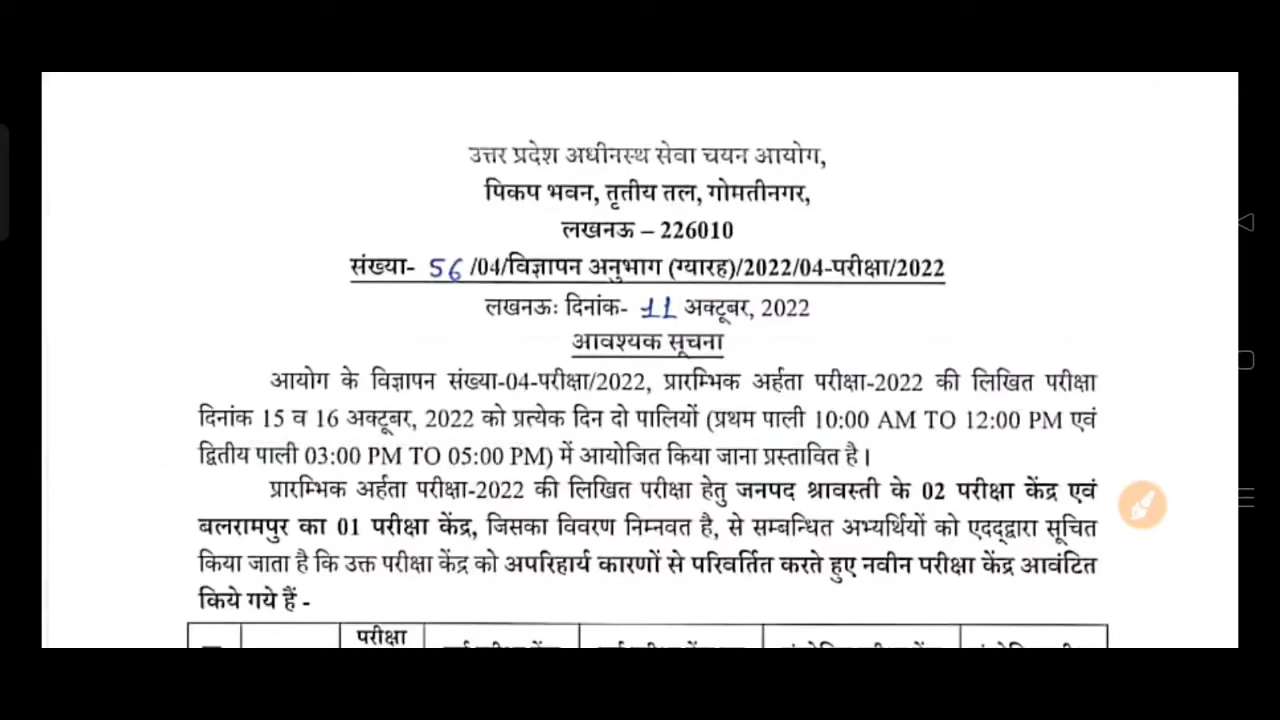 उत्तर प्रदेश अधीनस्थ सेवा चयन आयोग,
पिकप भवन, तृतीय तल, गोमतीनगर,
लखनऊ – 226010
संख्या- 56 /04/विज्ञापन अनुभाग (ग्यारह)/2022/04-परीक्षा/2022
लखनऊः दिनांक- 11 अक्टूबर, 2022
आवश्यक सूचना
आयोग के विज्ञापन संख्या-04-परीक्षा/2022, प्रारम्भिक अर्हता परीक्षा-2022 की लिखित परीक्षा
दिनांक 15 व 16 अक्टूबर, 2022 को प्रत्येक दिन दो पालियों (प्रथम पाली 10:00 AM TO 12:00 PM एवं
द्वितीय पाली 03:00 PM TO 05:00 PM) में आयोजित किया जाना प्रस्तावित है।
प्रारम्भिक अर्हता परीक्षा-2022 की लिखित परीक्षा हेतु जनपद श्रावस्ती के 02 परीक्षा केंद्र एवं
बलरामपुर का 01 परीक्षा केंद्र, जिसका विवरण निम्नवत है, से सम्बन्धित अभ्यर्थियों को एदद्द्वारा सूचित
किया जाता है कि उक्त परीक्षा केंद्र को अपरिहार्य कारणों से परिवर्तित करते हुए नवीन परीक्षा केंद्र आवंटित
किये गये हैं -
परीक्षा